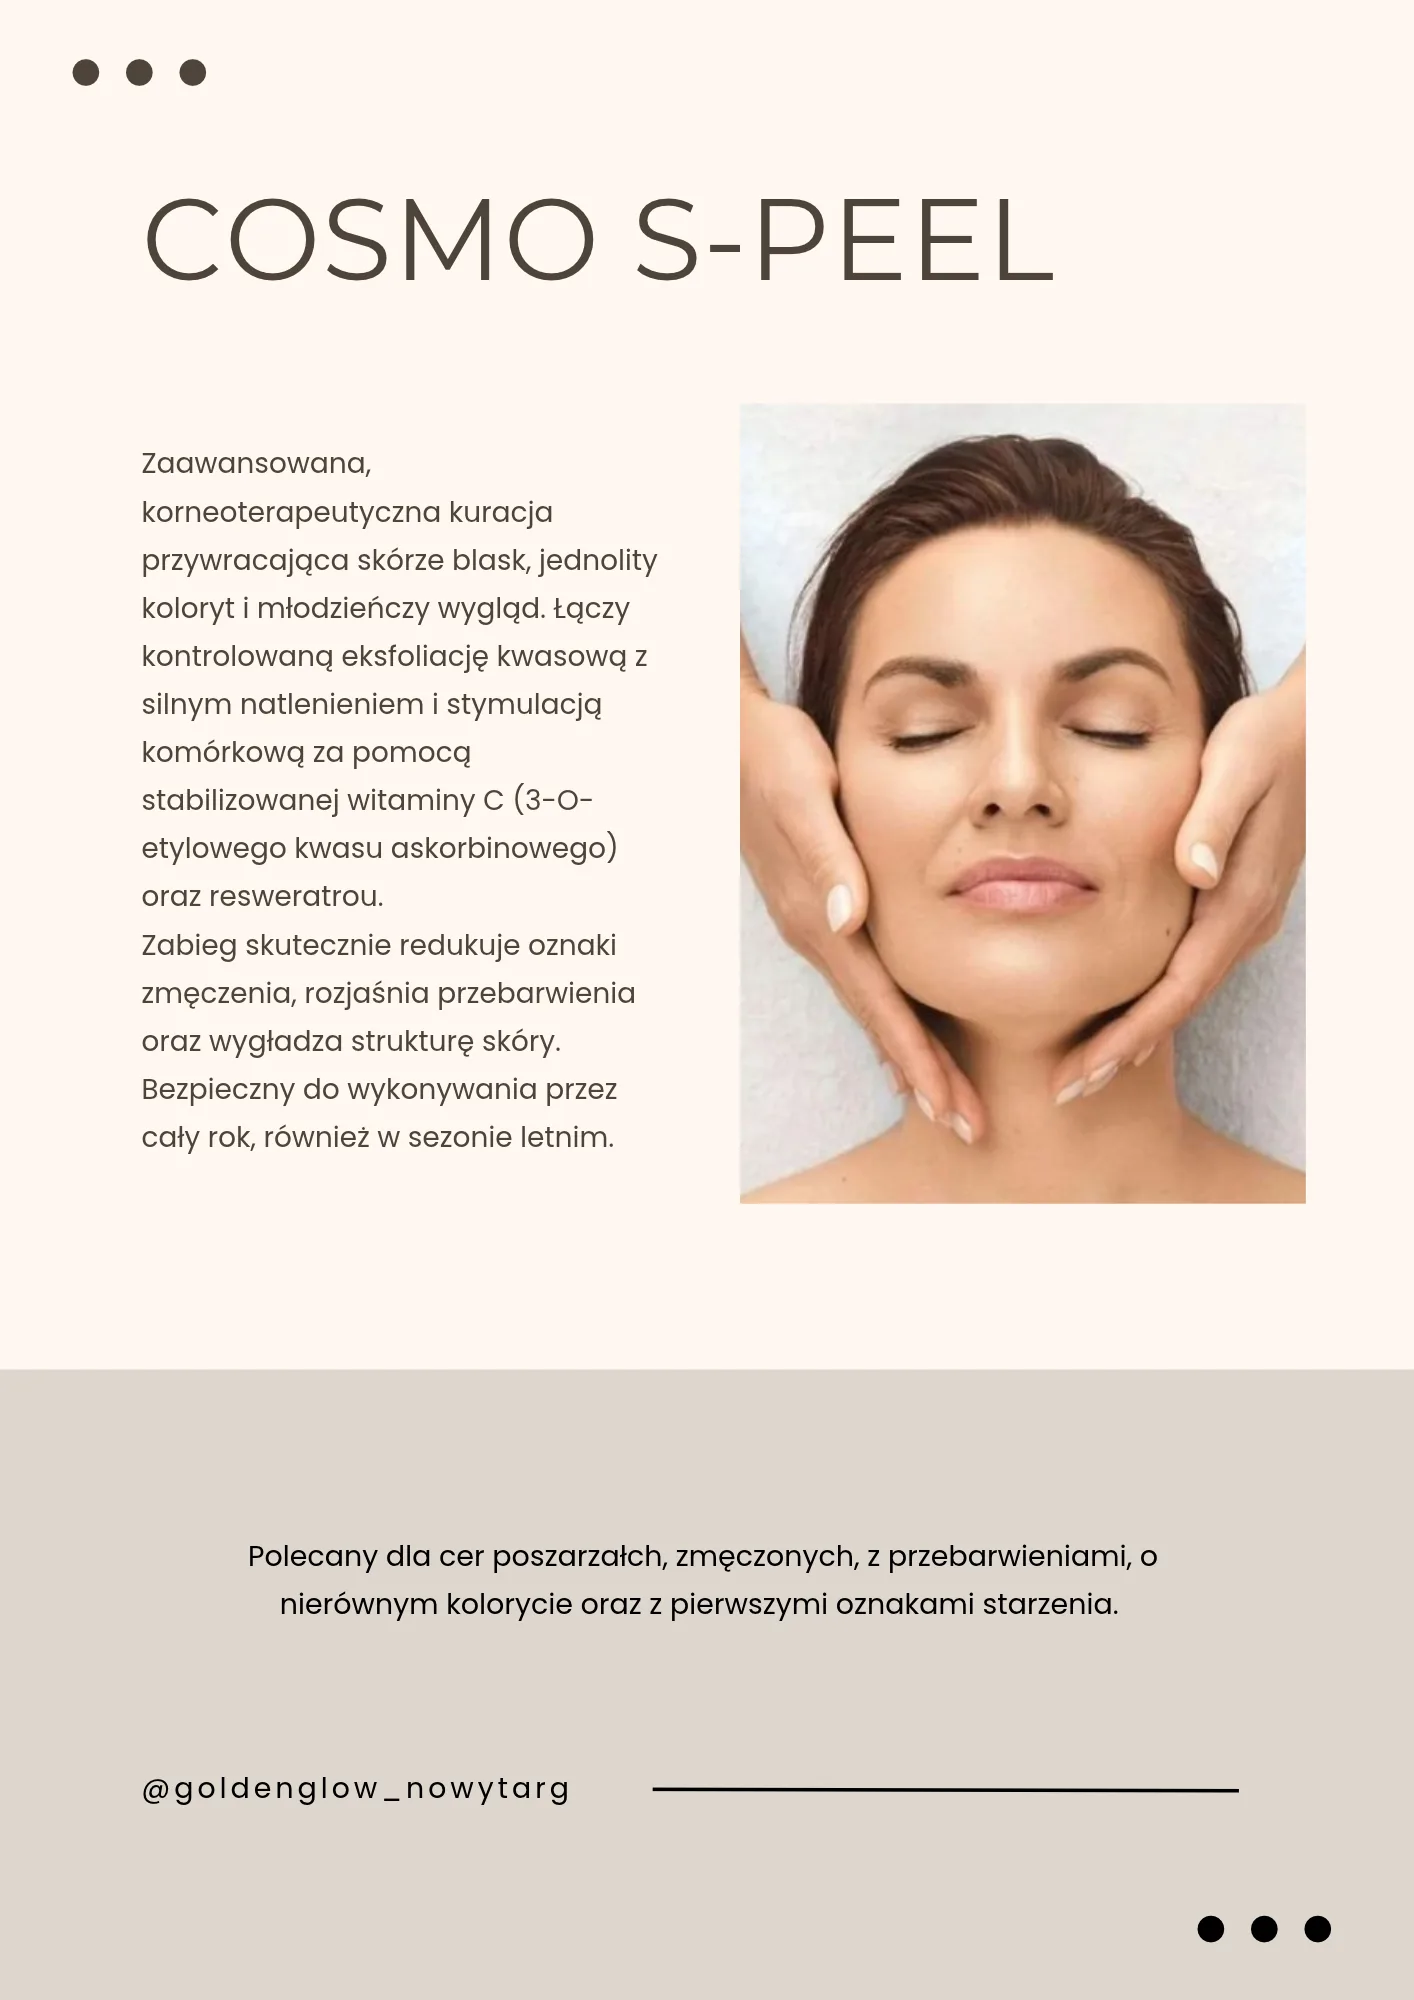 COSMO S-PEEL
Zaawansowana,
korneoterapeutyczna kuracja
przywracająca skórze blask, jednolity
koloryt i młodzieńczy wygląd. Łączy
kontrolowaną eksfoliację kwasową z
silnym natlenieniem i stymulacją
komórkową za pomocą
stabilizowanej witaminy C (3-O-
etylowego kwasu askorbinowego)
oraz resweratrou.
Zabieg skutecznie redukuje oznaki
zmęczenia, rozjaśnia przebarwienia
oraz wygładza strukturę skóry.
Bezpieczny do wykonywania przez
cały rok, również w sezonie letnim.
Polecany dla cer poszarzałch, zmęczonych, z przebarwieniami, o
nierównym kolorycie oraz z pierwszymi oznakami starzenia.
@goldenglow_nowytarg